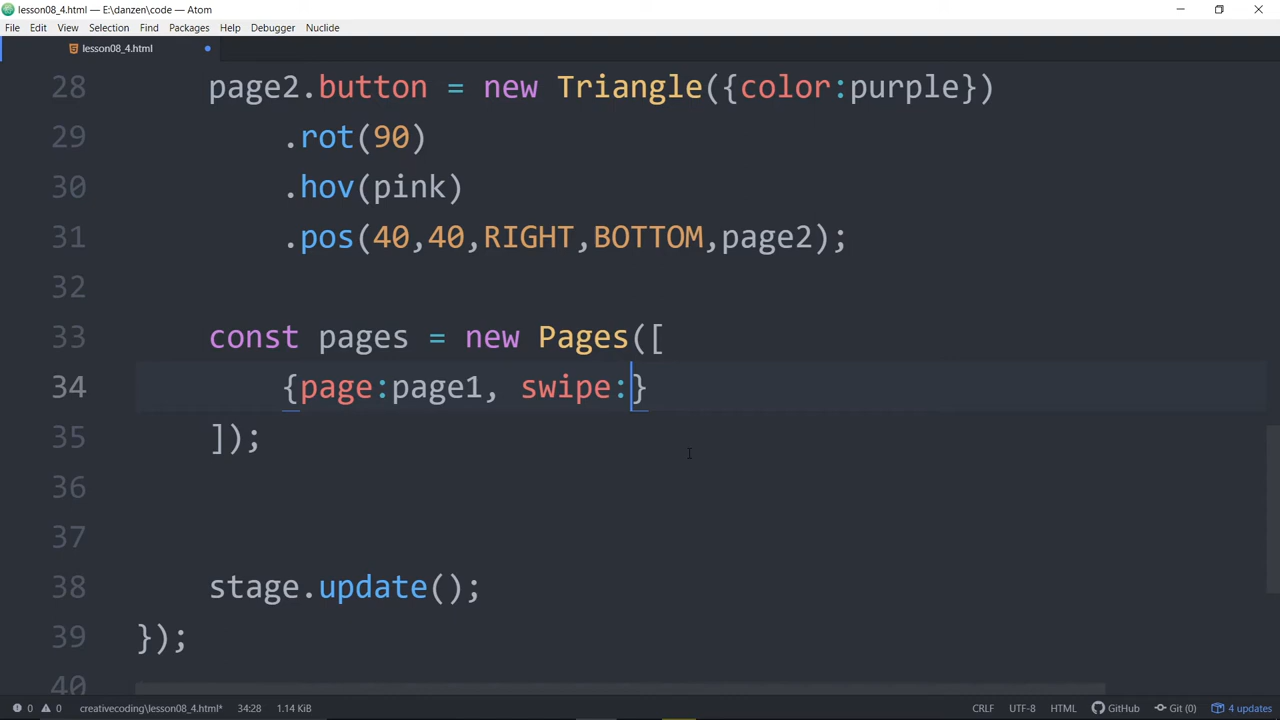 lesson08_4.html — E:\danzen\code — Atom
File Edit View Selection Find Packages Help Debugger Nuclide
lesson08_4.html
28 page2.button = new Triangle({color:purple})
29 .rot(90)
30 .hov(pink)
31 .pos(40,40,RIGHT,BOTTOM,page2);
32
33 const pages = new Pages([
34 {page:page1, swipe:}
35 ]);
36
37
38 stage.update();
39 });
40
0 0 creativecoding\lesson08_4.html* 34:28 1.14 KiB CRLF UTF-8 HTML GitHub Git (0) 4 updates